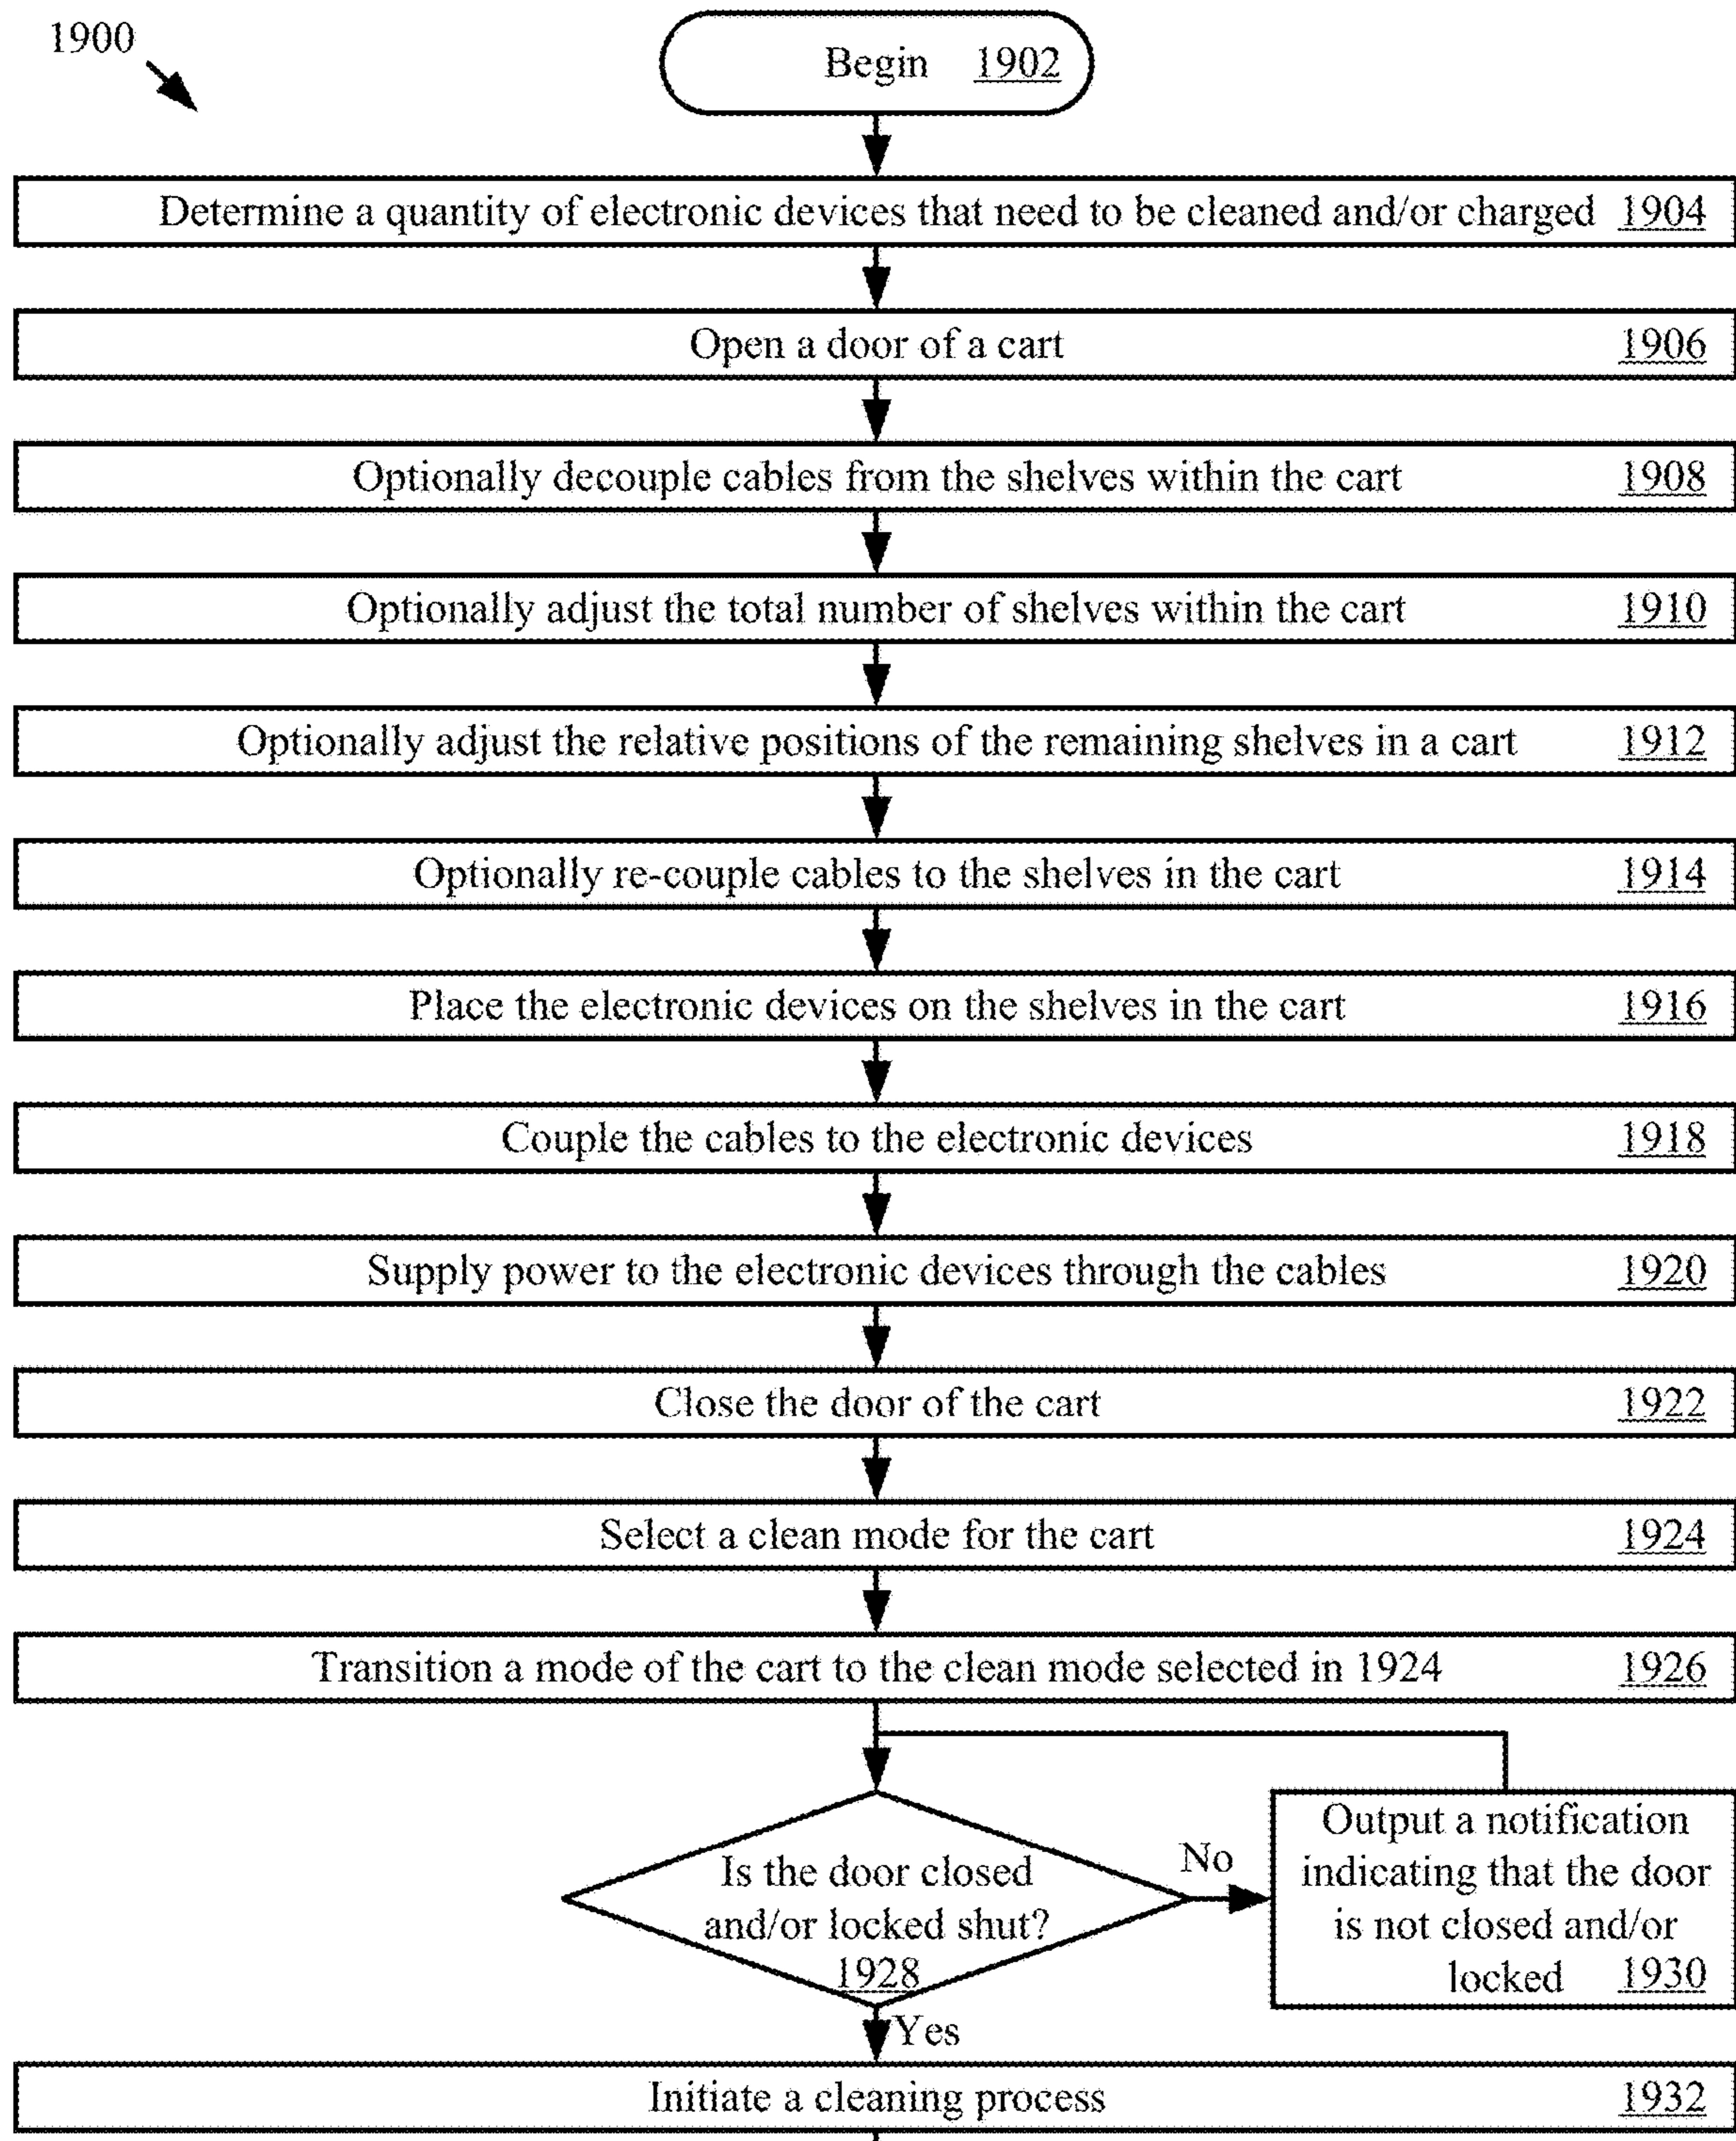 1900
Begin 1902
Determine a quantity of electronic devices that need to be cleaned and/or charged 1904
Open a door of a cart 1906
Optionally decouple cables from the shelves within the cart 1908
Optionally adjust the total number of shelves within the cart 1910
Optionally adjust the relative positions of the remaining shelves in a cart 1912
Optionally re-couple cables to the shelves in the cart 1914
Place the electronic devices on the shelves in the cart 1916
Couple the cables to the electronic devices 1918
Supply power to the electronic devices through the cables 1920
Close the door of the cart 1922
Select a clean mode for the cart 1924
Transition a mode of the cart to the clean mode selected in 1924 1926
Is the door closed
and/or locked shut?
1928
No
Output a notification
indicating that the door
is not closed and/or
locked 1930
Yes
Initiate a cleaning process 1932